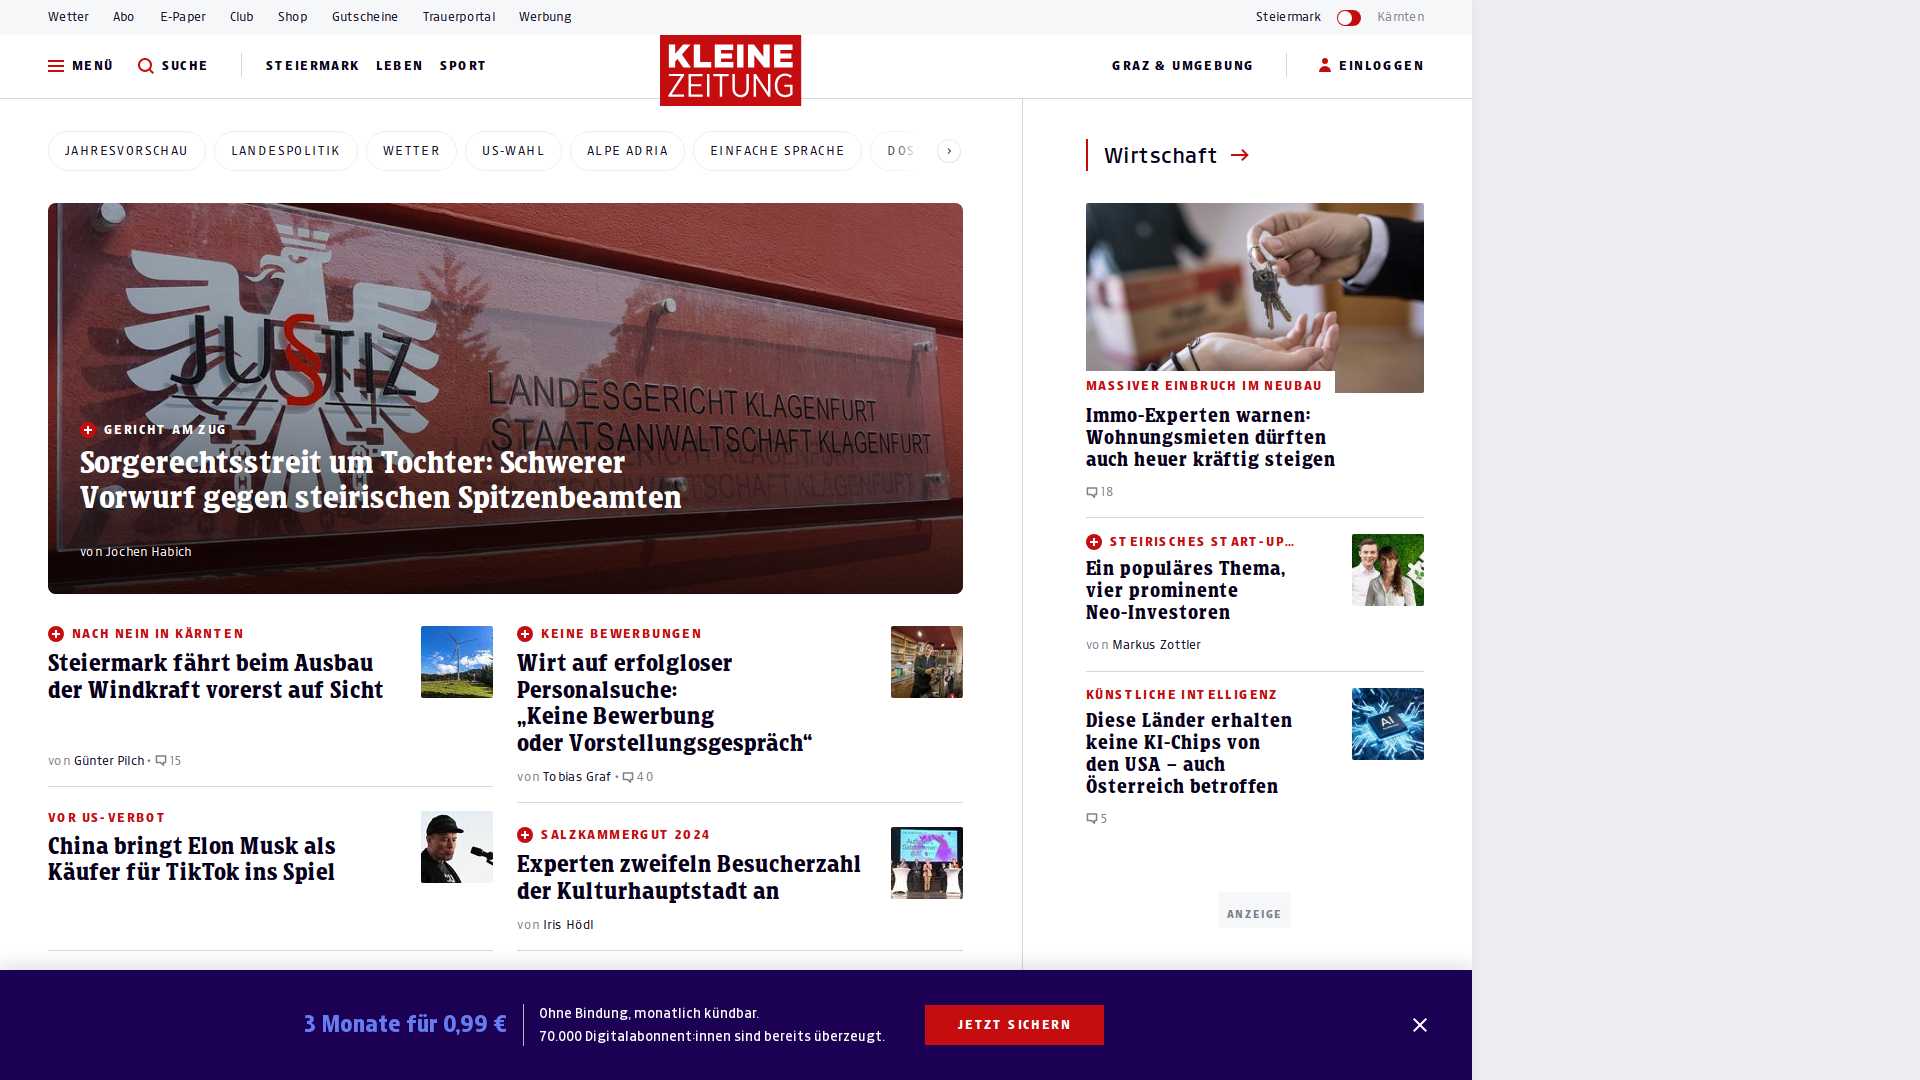 Wetter Abo E-Paper Club Shop Gutscheine Trauerportal Werbung
Steiermark Kärnten
MENÜ SUCHE STEIERMARK LEBEN SPORT
KLEINE
ZEITUNG
GRAZ & UMGEBUNG EINLOGGEN
JAHRESVORSCHAU LANDESPOLITIK WETTER US-WAHL ALPE ADRIA EINFACHE SPRACHE DOS
JUSTIZ
LANDESGERICHT KLAGENFURT
STAATSANWALTSCHAFT KLAGENFURT
GERICHT AM ZUG
Sorgerechtsstreit um Tochter: Schwerer
Vorwurf gegen steirischen Spitzenbeamten
von Jochen Habich
NACH NEIN IN KÄRNTEN
Steiermark fährt beim Ausbau
der Windkraft vorerst auf Sicht
von Günter Pilch • 15
KEINE BEWERBUNGEN
Wirt auf erfolgloser
Personalsuche:
„Keine Bewerbung
oder Vorstellungsgespräch“
von Tobias Graf • 40
VOR US-VERBOT
China bringt Elon Musk als
Käufer für TikTok ins Spiel
SALZKAMMERGUT 2024
Experten zweifeln Besucherzahl
der Kulturhauptstadt an
von Iris Hödl
Wirtschaft
MASSIVER EINBRUCH IM NEUBAU
Immo-Experten warnen:
Wohnungsmieten dürften
auch heuer kräftig steigen
18
STEIRISCHES START-UP…
Ein populäres Thema,
vier prominente
Neo-Investoren
von Markus Zottler
KÜNSTLICHE INTELLIGENZ
Diese Länder erhalten
keine KI-Chips von
den USA – auch
Österreich betroffen
AI
5
ANZEIGE
3 Monate für 0,99 €
Ohne Bindung, monatlich kündbar.
70.000 Digitalabonnent:innen sind bereits überzeugt.
JETZT SICHERN